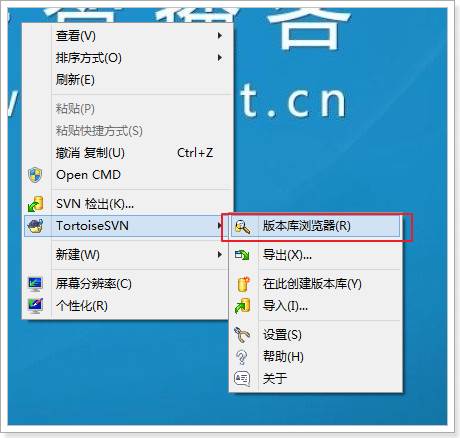 智播客
t.cn
查看(V)
排序方式(O)
刷新(E)
粘贴(P)
粘贴快捷方式(S)
撤消 复制(U) Ctrl+Z
Open CMD
SVN 检出(K)...
TortoiseSVN
新建(W)
屏幕分辨率(C)
个性化(R)
版本库浏览器(R)
导出(X)...
在此创建版本库(Y)
导入(I)...
设置(S)
帮助(H)
关于